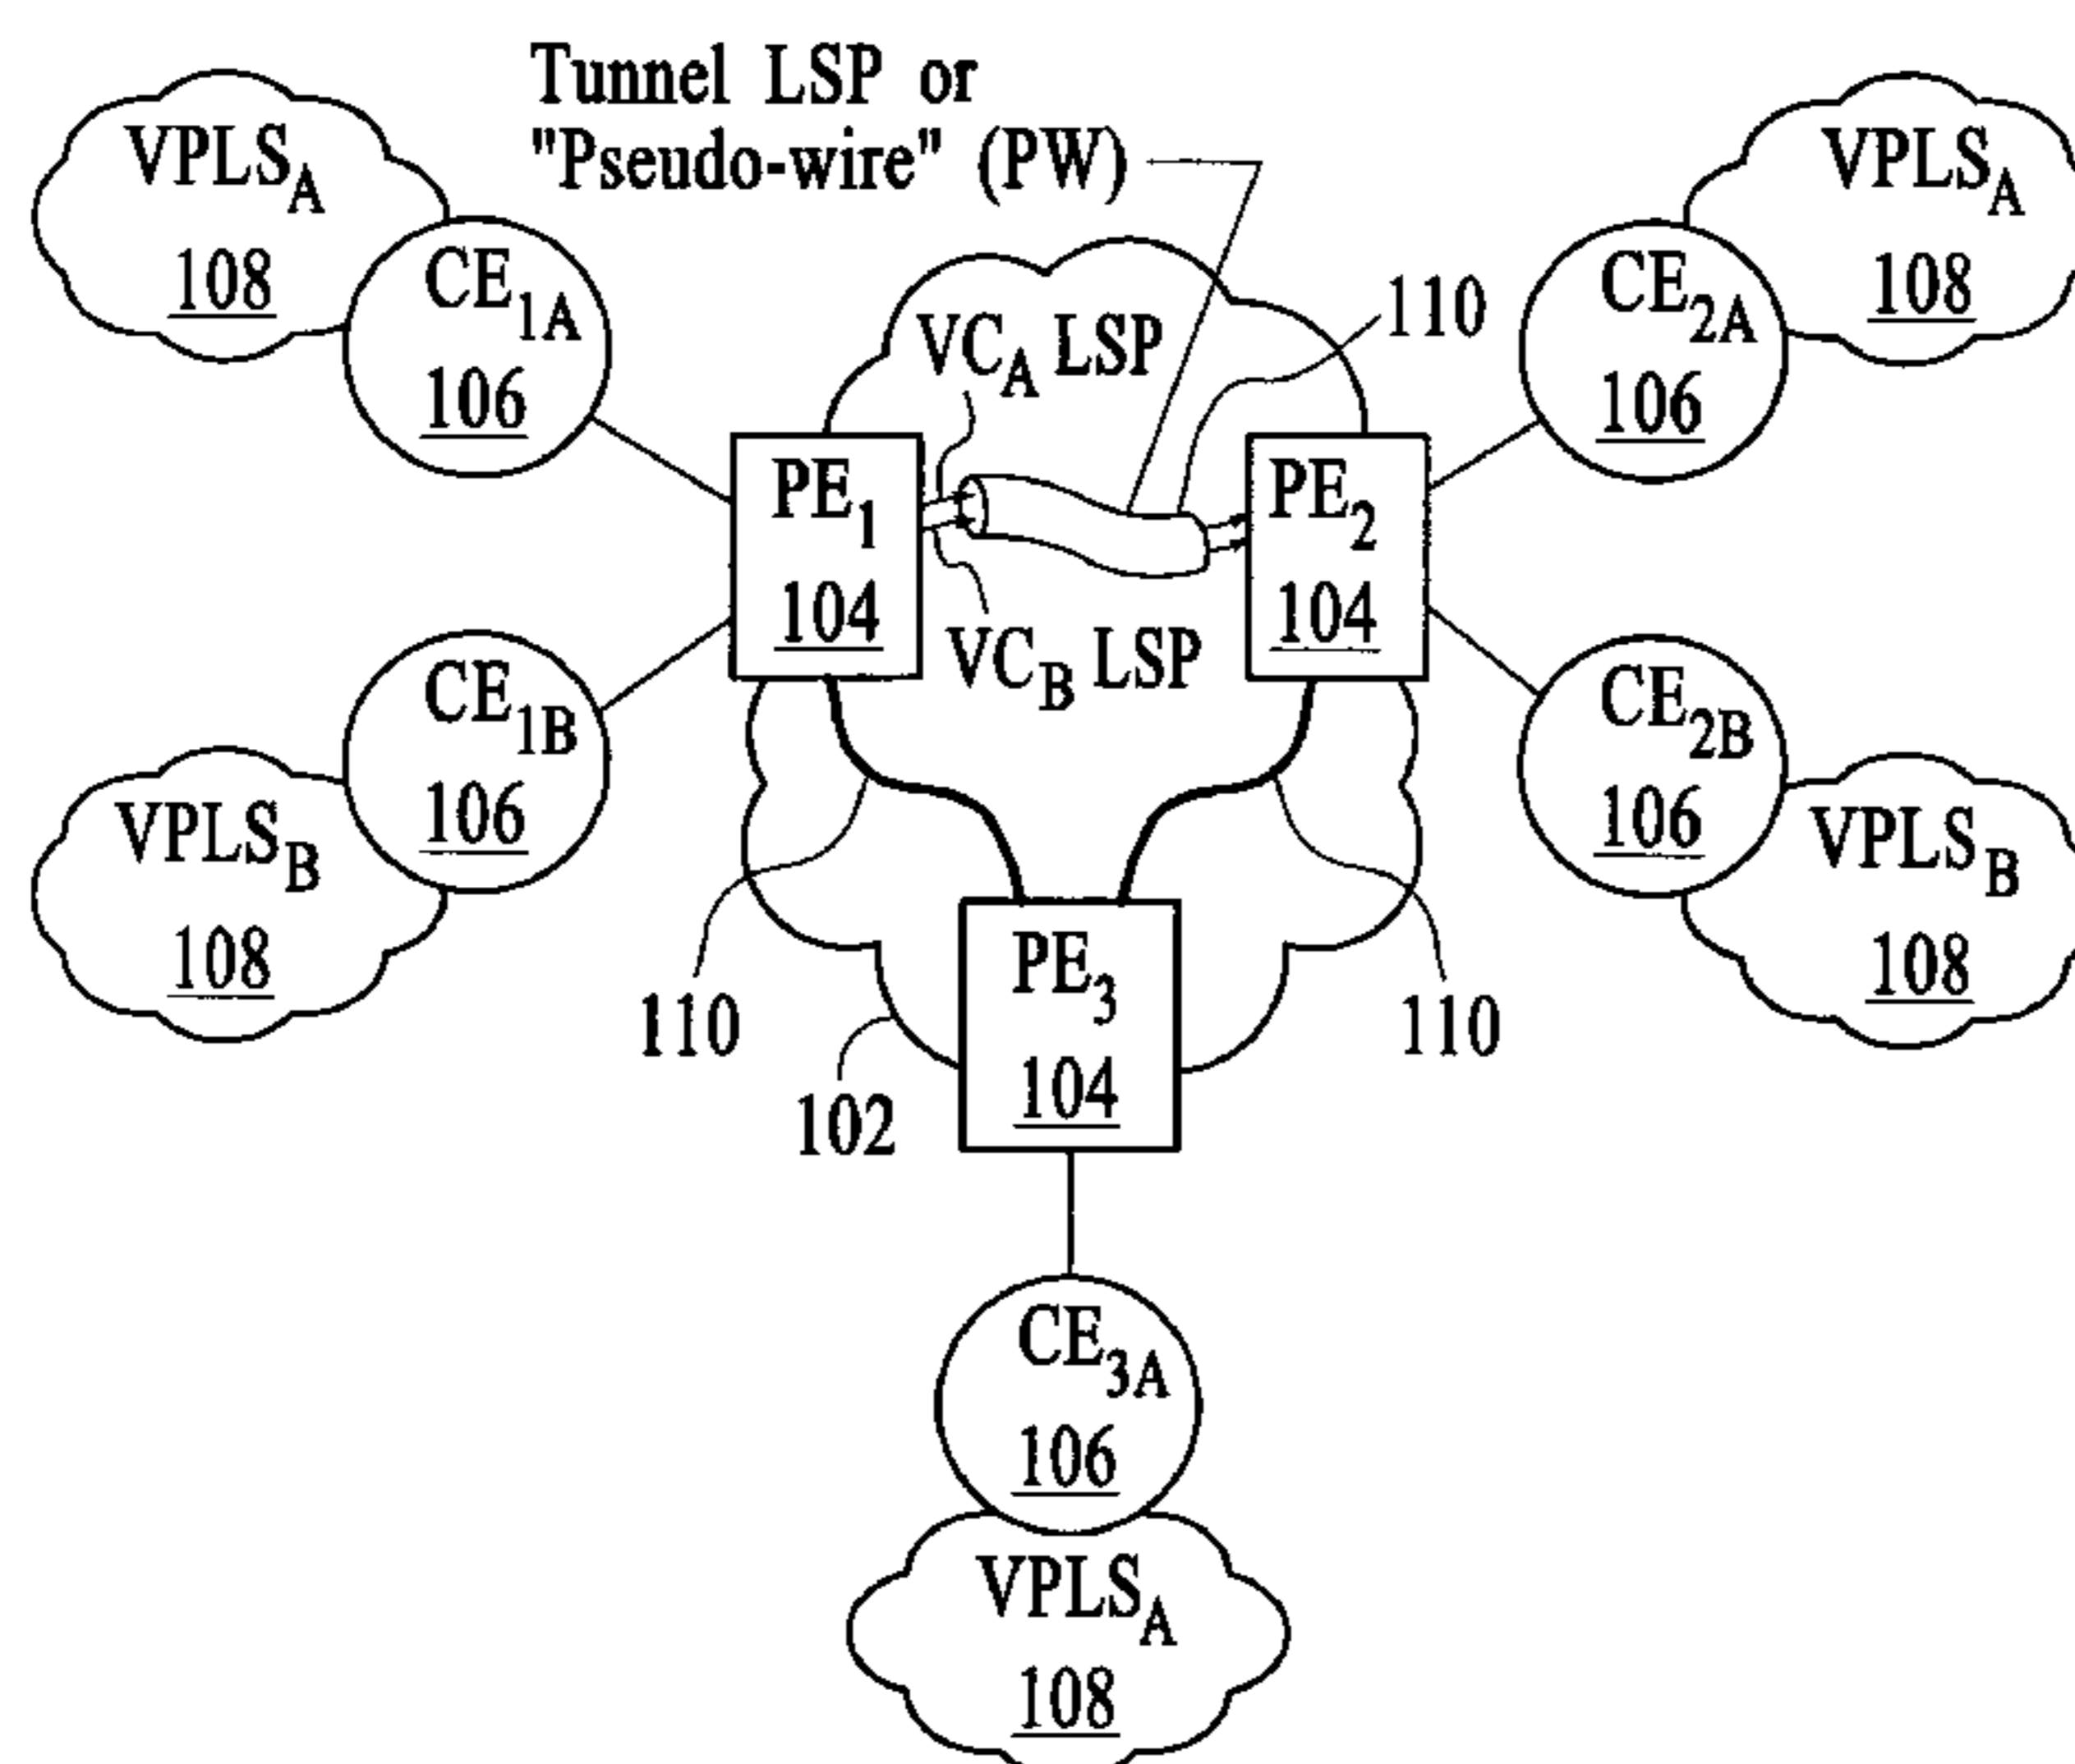 Tunnel LSP or
"Pseudo-wire" (PW)
VPLS_A
108
CE_1A
106
VC_A LSP
110
CE_2A
106
VPLS_A
108
PE_1
104
PE_2
104
VC_B LSP
CE_1B
106
VPLS_B
108
CE_2B
106
VPLS_B
108
110
PE_3
104
110
102
CE_3A
106
VPLS_A
108